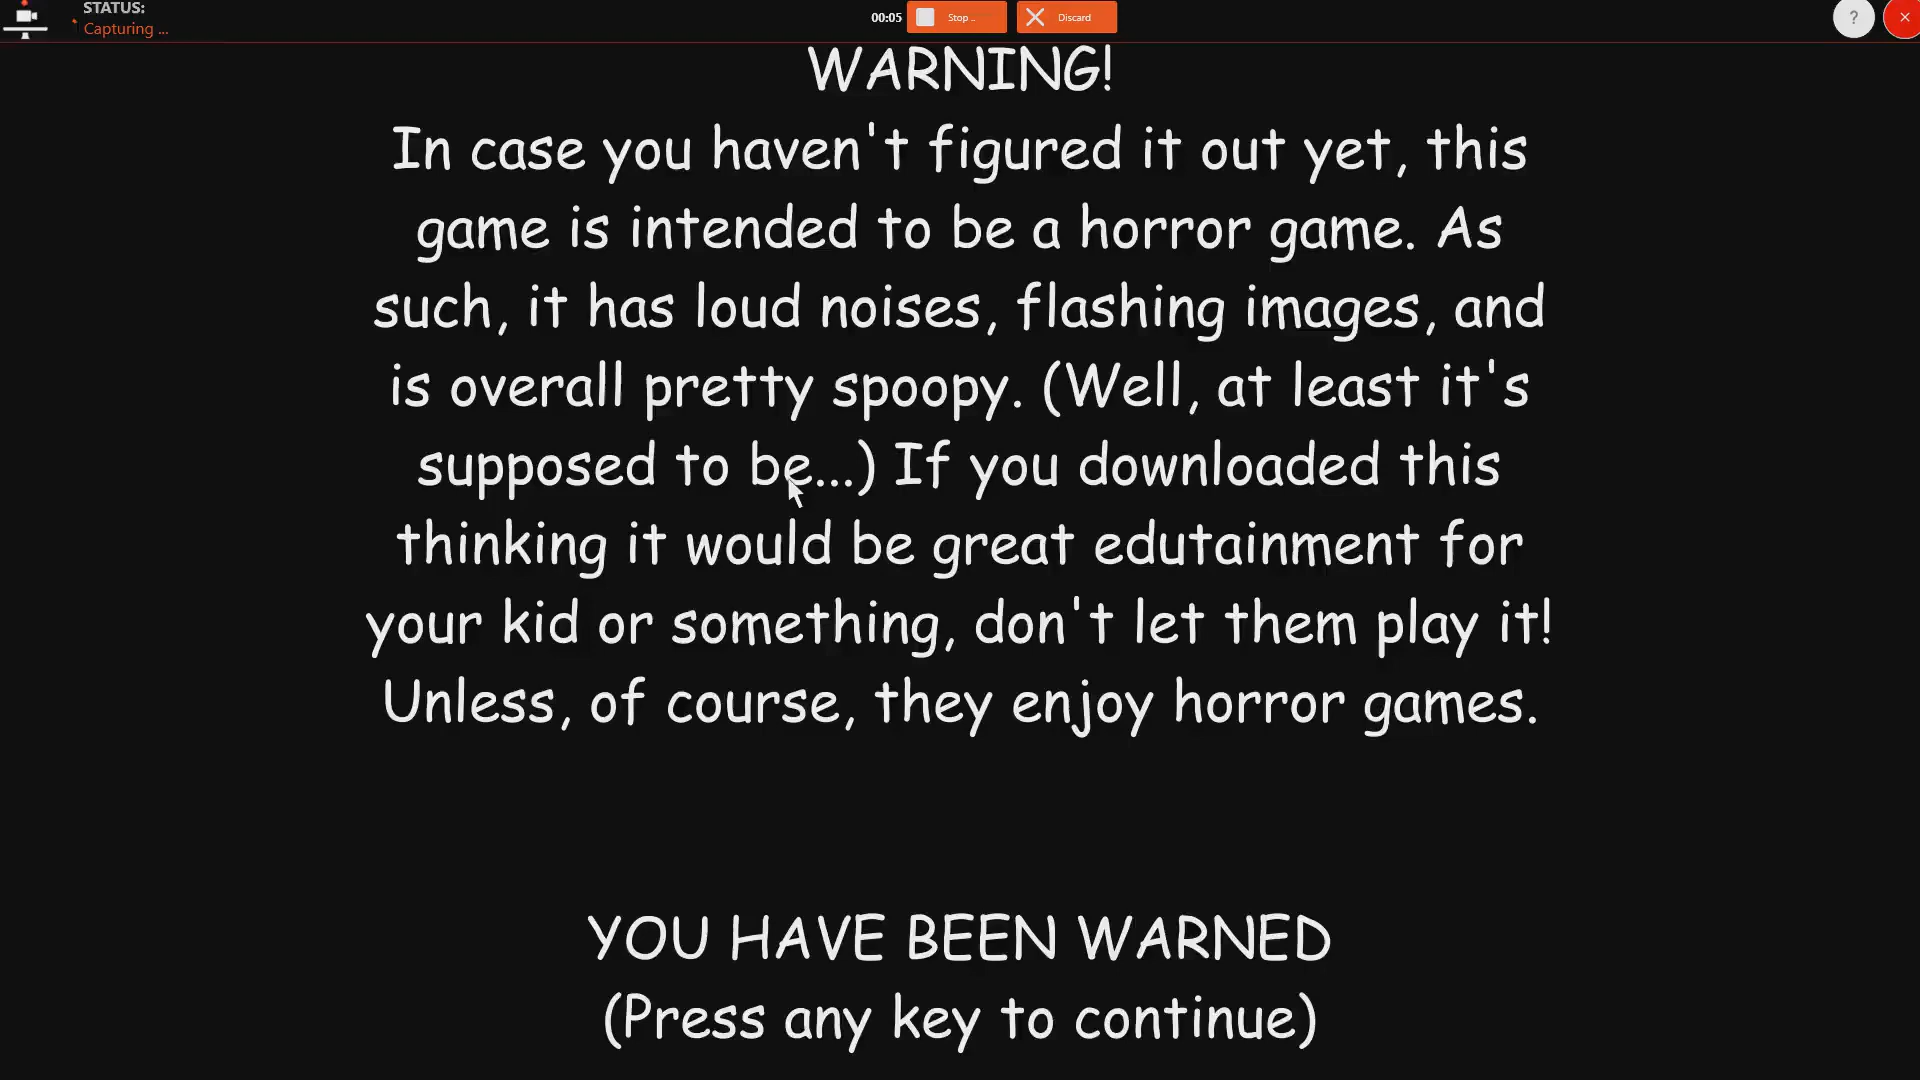 STATUS:
Capturing ...
00:05
Stop ..
Discard
?
WARNING!
In case you haven't figured it out yet, this
game is intended to be a horror game. As
such, it has loud noises, flashing images, and
is overall pretty spoopy. (Well, at least it's
supposed to be...) If you downloaded this
thinking it would be great edutainment for
your kid or something, don't let them play it!
Unless, of course, they enjoy horror games.
YOU HAVE BEEN WARNED
(Press any key to continue)